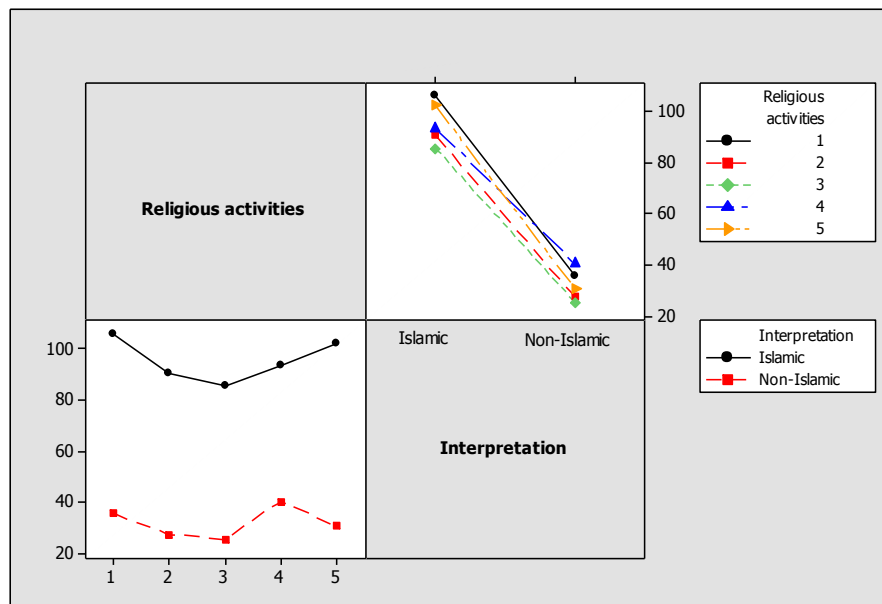 Religious activities
100
80
60
40
20
Religious
activities
1
2
3
4
5
Islamic
Non-Islamic
100
80
60
40
20
1
2
3
4
5
Interpretation
Interpretation
Islamic
Non-Islamic